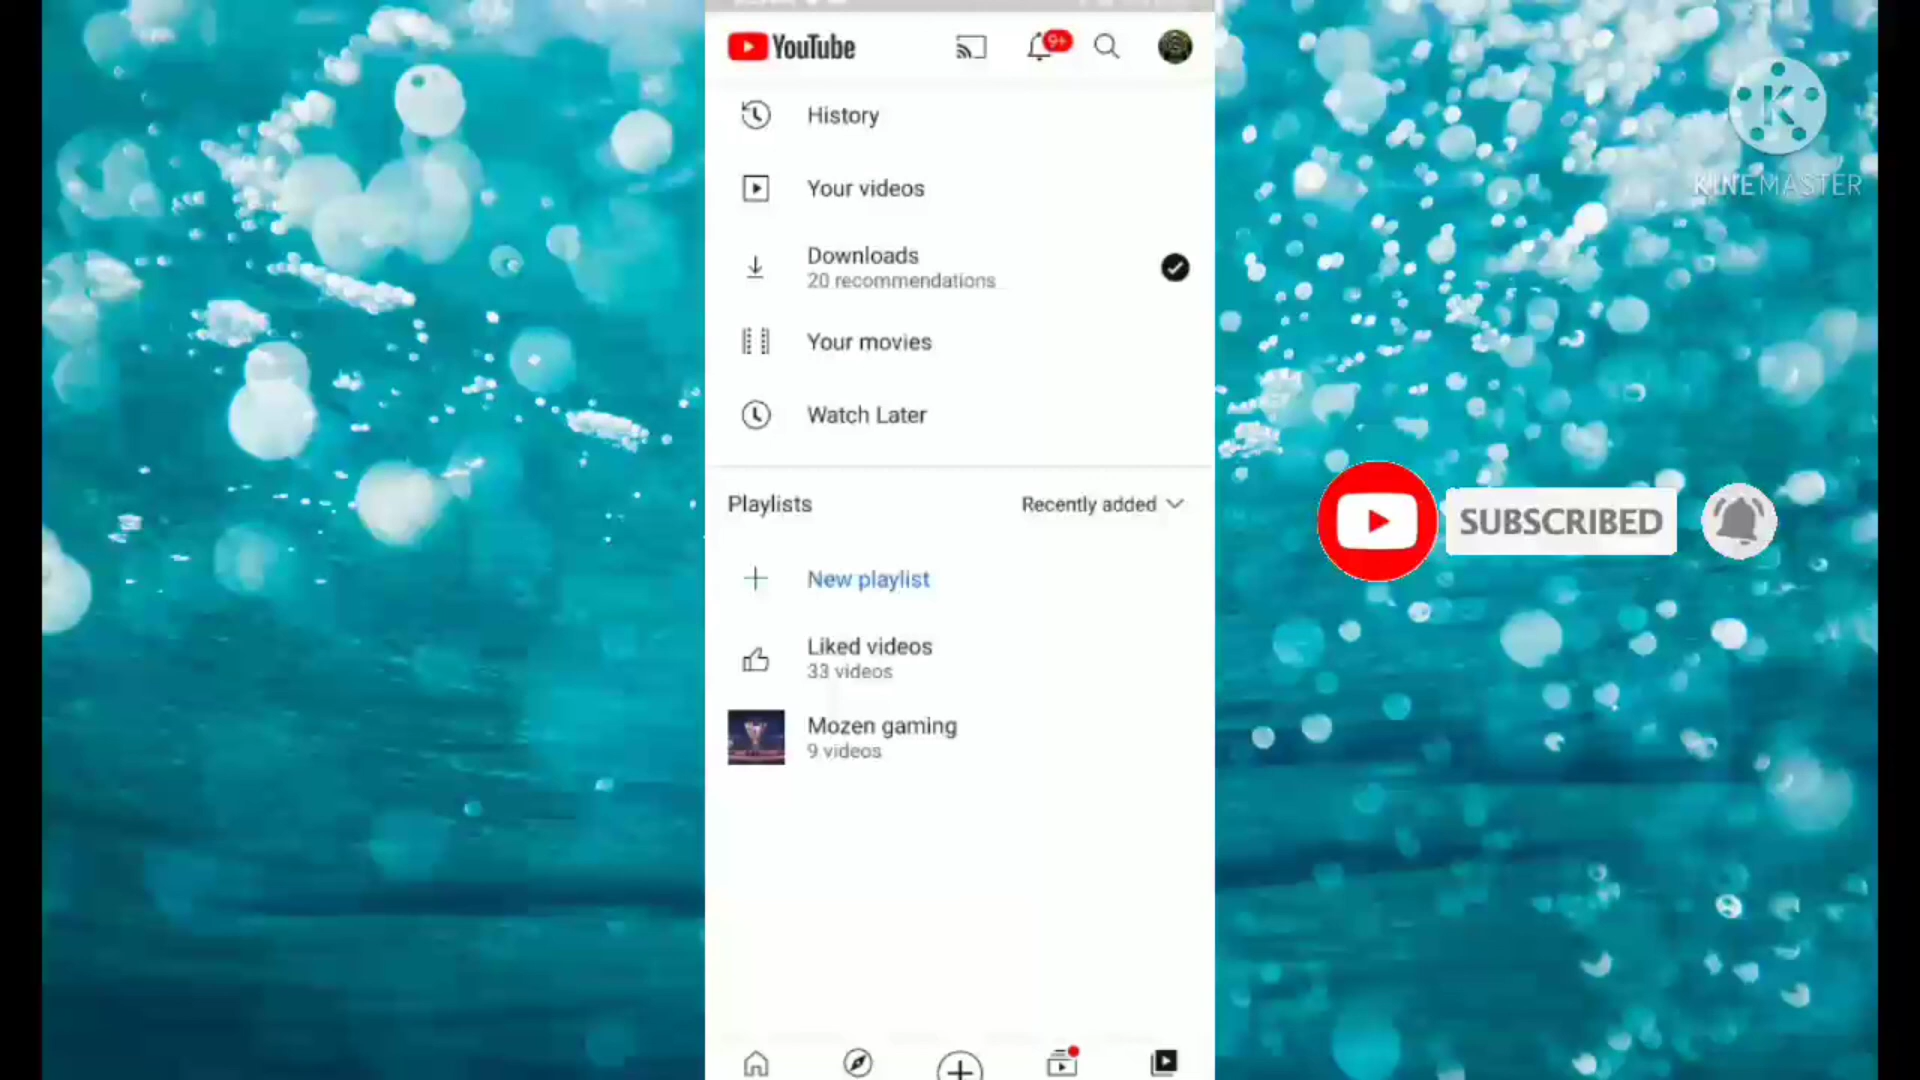 YouTube
9+
History
Your videos
Downloads
20 recommendations
Your movies
Watch Later
Playlists
Recently added
New playlist
Liked videos
33 videos
Mozen gaming
9 videos
K
KINEMASTER
SUBSCRIBED